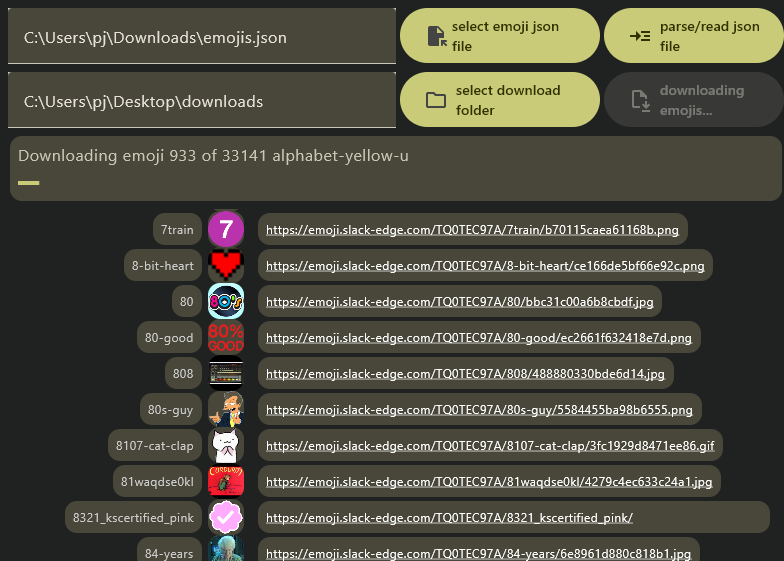 C:\Users\pj\Downloads\emojis.json
select emoji json
file
parse/read json
file
C:\Users\pj\Desktop\downloads
select download
folder
downloading
emojis...
Downloading emoji 933 of 33141 alphabet-yellow-u
7train
7
https://emoji.slack-edge.com/TQ0TEC97A/7train/b70115caea61168b.png
8-bit-heart
https://emoji.slack-edge.com/TQ0TEC97A/8-bit-heart/ce166de5bf66e92c.png
80
80's
https://emoji.slack-edge.com/TQ0TEC97A/80/bbc31c00a6b8cbdf.jpg
80-good
80%
GOOD
https://emoji.slack-edge.com/TQ0TEC97A/80-good/ec2661f632418e7d.png
808
https://emoji.slack-edge.com/TQ0TEC97A/808/488880330bde6d14.jpg
80s-guy
https://emoji.slack-edge.com/TQ0TEC97A/80s-guy/5584455ba98b6555.png
8107-cat-clap
https://emoji.slack-edge.com/TQ0TEC97A/8107-cat-clap/3fc1929d8471ee86.gif
81waqdse0kl
https://emoji.slack-edge.com/TQ0TEC97A/81waqdse0kl/4279c4ec633c24a1.jpg
8321_kscertified_pink
https://emoji.slack-edge.com/TQ0TEC97A/8321_kscertified_pink/
84-years
https://emoji.slack-edge.com/TQ0TEC97A/84-years/6e8961d880c818b1.jpg